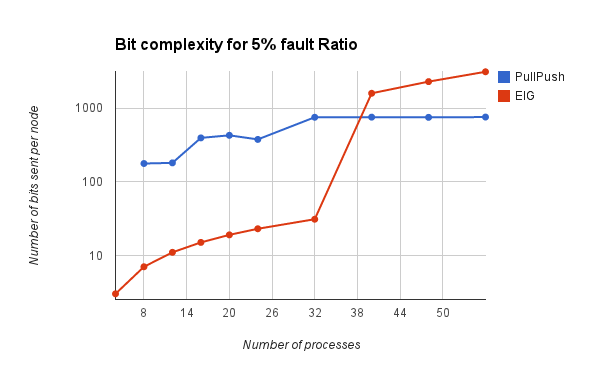 Bit complexity for 5% fault Ratio
PullPush
EIG
Number of bits sent per node
1000
100
10
8 14 20 26 32 38 44 50
Number of processes